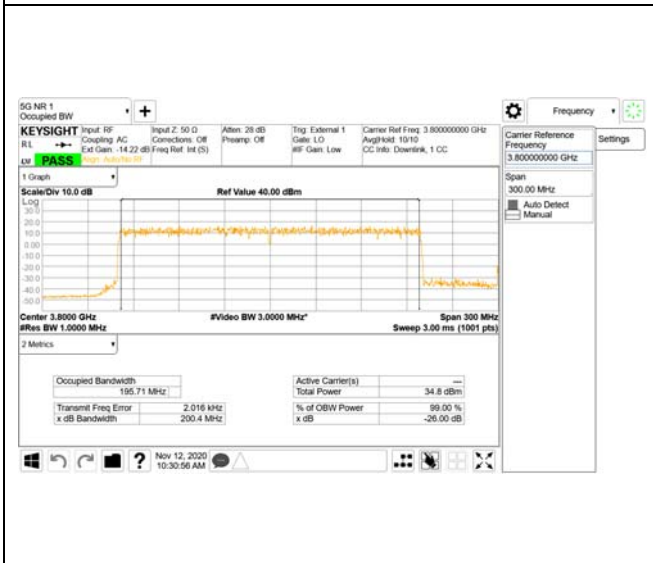 5G NR 1
Occupied BW
+
Frequency
KEYSIGHT
RL
PASS
Input: RF
Coupling: AC
Ext Gain: -14.22 dB
Align: Auto/No RF
Input Z: 50 Ω
Corrections: Off
Freq Ref: Int (S)
Atten: 28 dB
Preamp: Off
Trig: External 1
Gate: LO
#IF Gain: Low
Carrier Ref Freq: 3.800000000 GHz
Avg|Hold: 10/10
CC Info: Downlink, 1 CC
Carrier Reference
Frequency
3.800000000 GHz
Settings
Span
300.00 MHz
Auto Detect
Manual
1 Graph
Scale/Div 10.0 dB
Ref Value 40.00 dBm
Log
30.0
20.0
10.0
0.00
-10.0
-20.0
-30.0
-40.0
-50.0
Center 3.8000 GHz
#Video BW 3.0000 MHz*
Span 300 MHz
#Res BW 1.0000 MHz
Sweep 3.00 ms (1001 pts)
2 Metrics
Occupied Bandwidth
195.71 MHz
Transmit Freq Error 2.016 kHz
x dB Bandwidth 200.4 MHz
Active Carrier(s) ---
Total Power 34.8 dBm
% of OBW Power 99.00 %
x dB -26.00 dB
?
Nov 12, 2020
10:30:56 AM